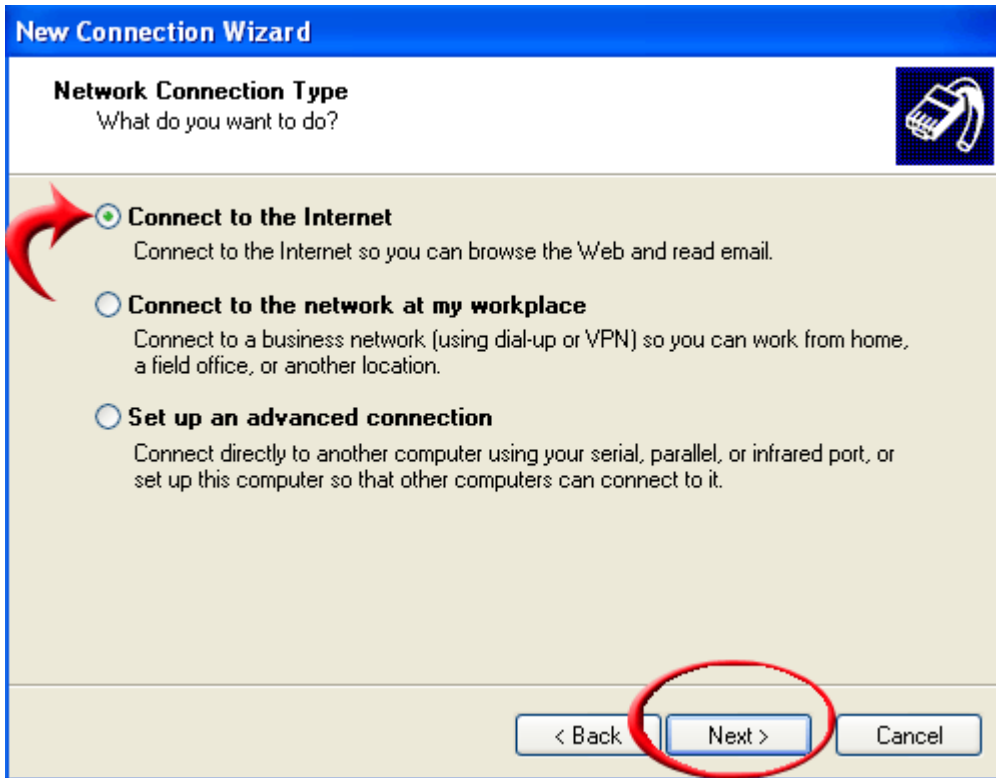 New Connection Wizard
Network Connection Type
What do you want to do?
Connect to the Internet
Connect to the Internet so you can browse the Web and read email.
Connect to the network at my workplace
Connect to a business network (using dial-up or VPN) so you can work from home,
a field office, or another location.
Set up an advanced connection
Connect directly to another computer using your serial, parallel, or infrared port, or
set up this computer so that other computers can connect to it.
< Back Next > Cancel